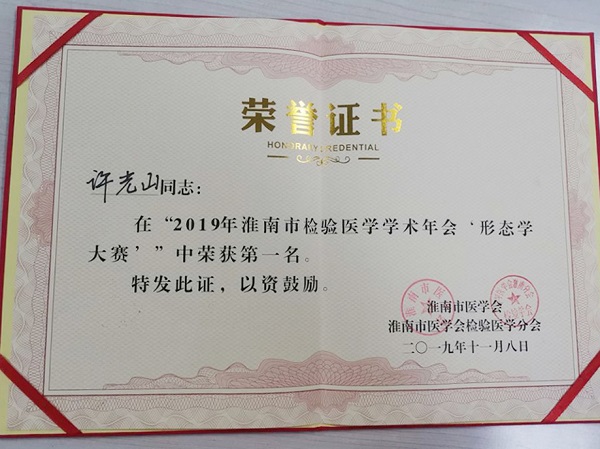 荣誉证书
HONORALY CREDENTIAL
许光山同志：
在“2019年淮南市检验医学学术年会‘形态学
大赛’”中荣获第一名。
特发此证，以资鼓励。
淮南市医学会
淮南市医学会检验医学分会
二〇一九年十一月八日